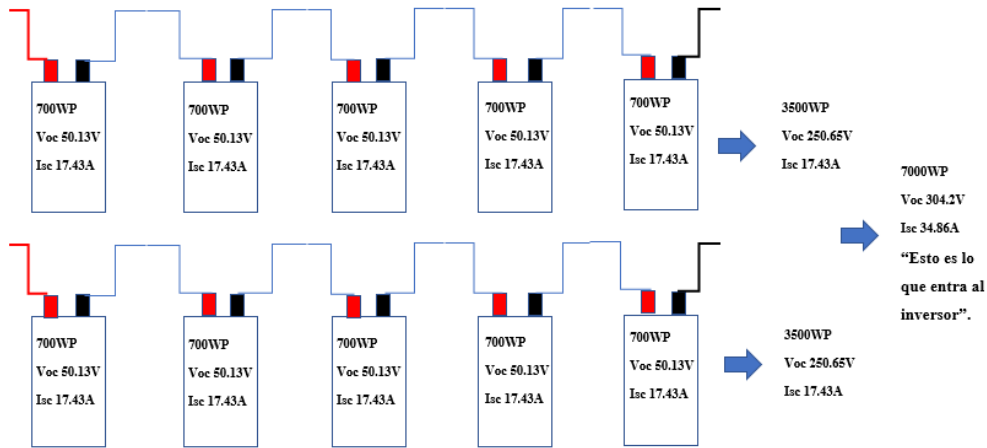 700WP
Voc 50.13V
Isc 17.43A
700WP
Voc 50.13V
Isc 17.43A
700WP
Voc 50.13V
Isc 17.43A
700WP
Voc 50.13V
Isc 17.43A
700WP
Voc 50.13V
Isc 17.43A
3500WP
Voc 250.65V
Isc 17.43A
7000WP
Voc 304.2V
Isc 34.86A
“Esto es lo
que entra al
inversor”.
700WP
Voc 50.13V
Isc 17.43A
700WP
Voc 50.13V
Isc 17.43A
700WP
Voc 50.13V
Isc 17.43A
700WP
Voc 50.13V
Isc 17.43A
700WP
Voc 50.13V
Isc 17.43A
3500WP
Voc 250.65V
Isc 17.43A